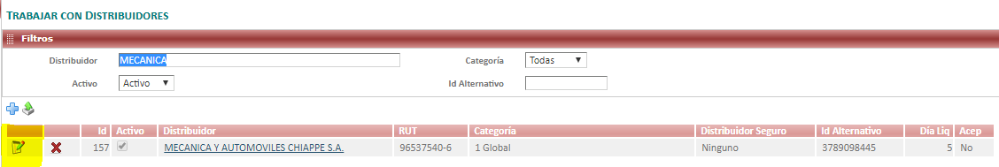 TRABAJAR CON DISTRIBUIDORES
Filtros
Distribuidor MECANICA Categoría Todas
Activo Activo Id Alternativo
Id Activo Distribuidor RUT Categoría Distribuidor Seguro Id Alternativo Día Liq Acep
157 MECANICA Y AUTOMOVILES CHIAPPE S.A. 96537540-6 1 Global Ninguno 3789098445 5 No